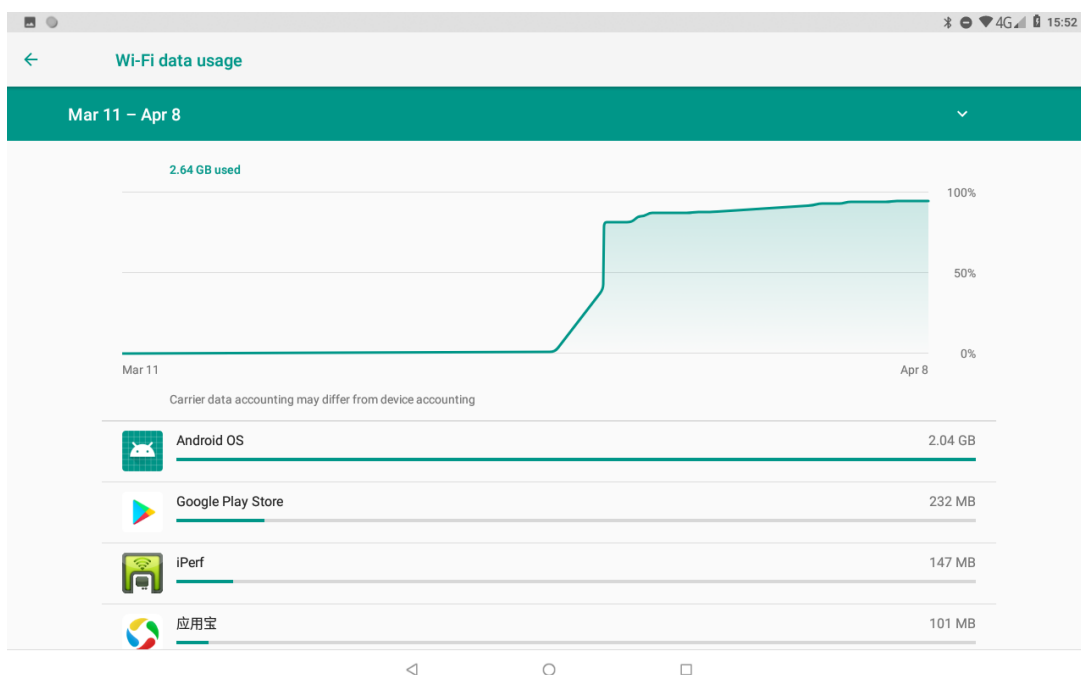 4G 15:52
Wi-Fi data usage
Mar 11 – Apr 8
2.64 GB used
100%
50%
0%
Mar 11 Apr 8
Carrier data accounting may differ from device accounting
Android OS 2.04 GB
Google Play Store 232 MB
iPerf 147 MB
应用宝 101 MB